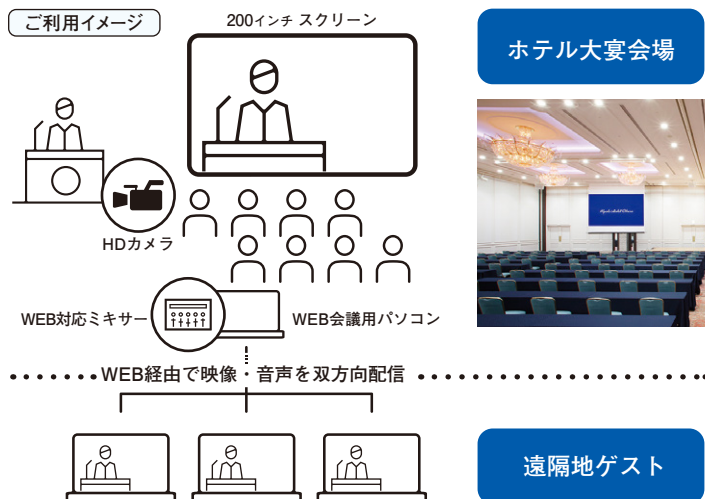 ご利用イメージ
200インチ スクリーン
ホテル大宴会場
HDカメラ
WEB対応ミキサー
WEB会議用パソコン
WEB経由で映像・音声を双方向配信
遠隔地ゲスト